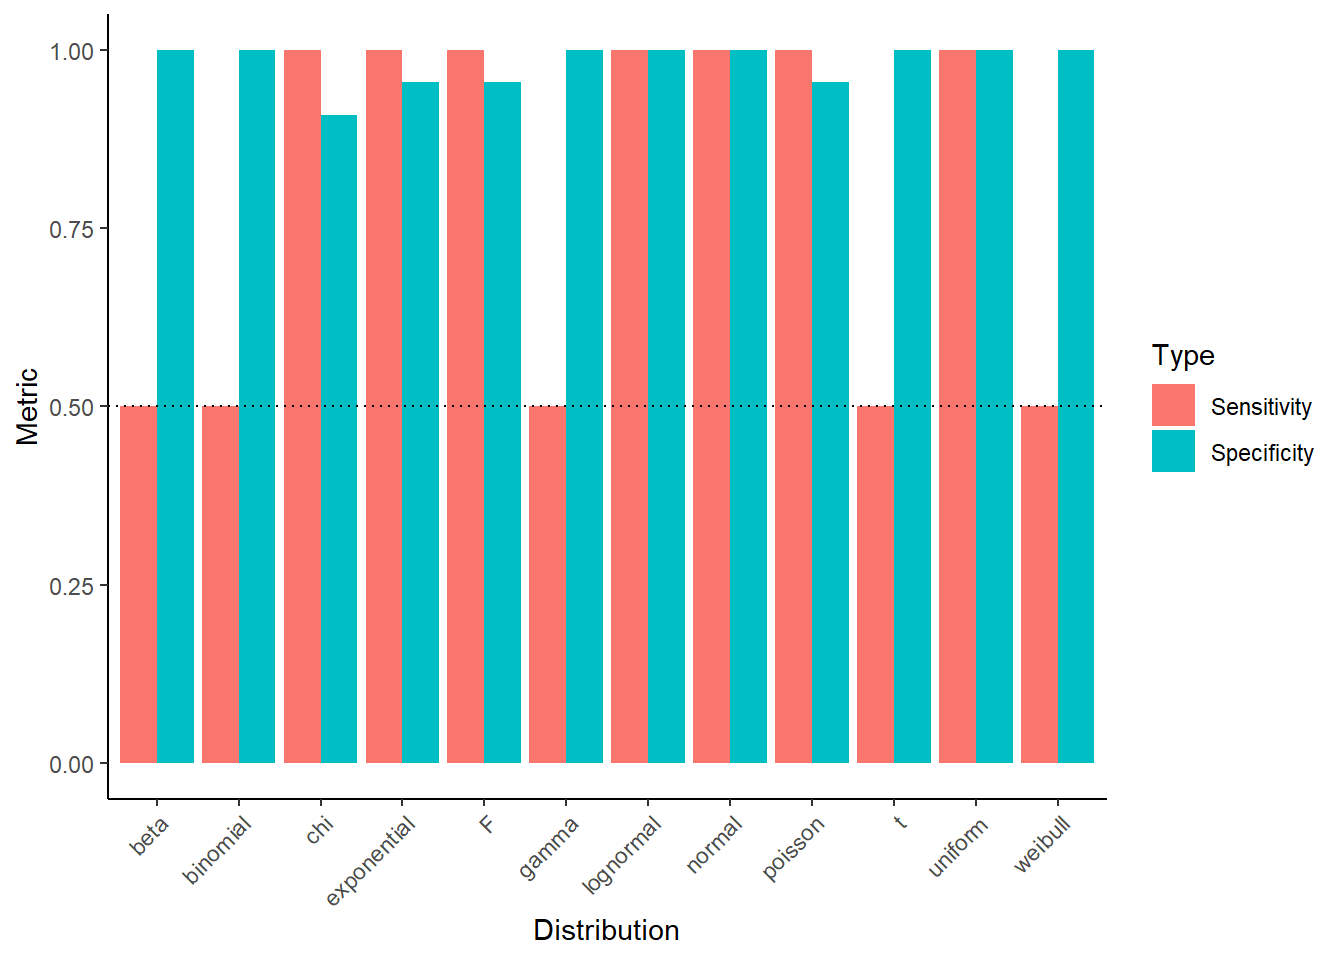 1.00
0.75
0.50
0.25
0.00
Metric
beta
binomial
chi
exponential
F
gamma
lognormal
normal
poisson
t
uniform
weibull
Distribution
Type
Sensitivity
Specificity